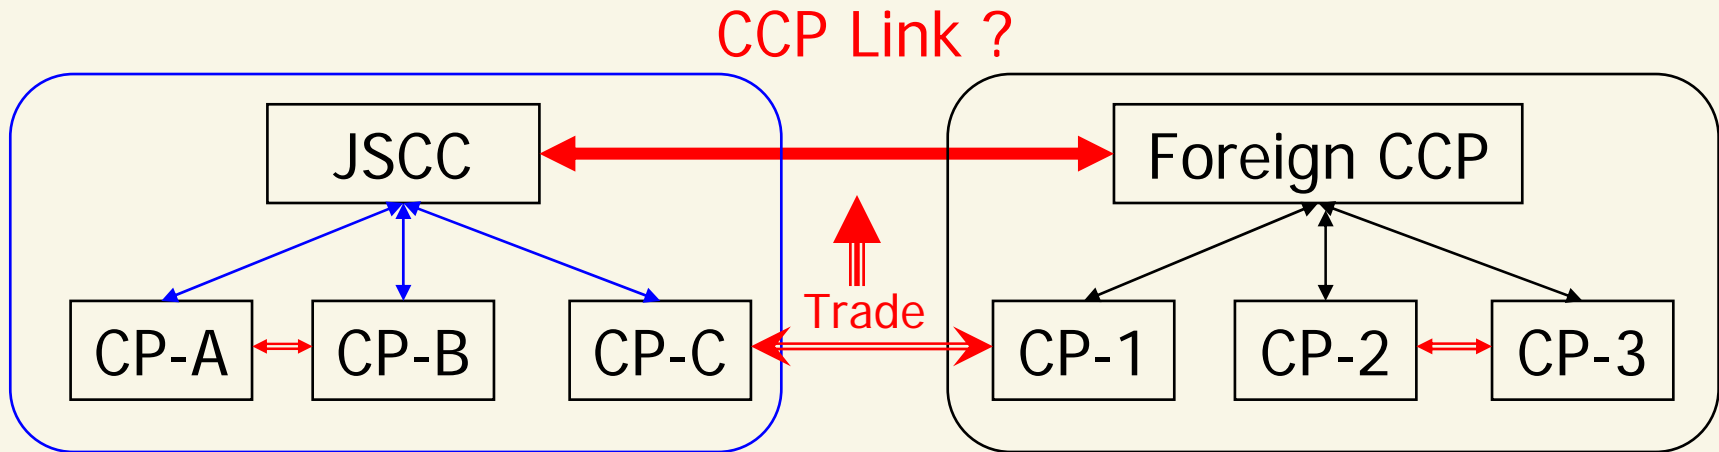 CCP Link ?
JSCC
Foreign CCP
Trade
CP-A
CP-B
CP-C
CP-1
CP-2
CP-3